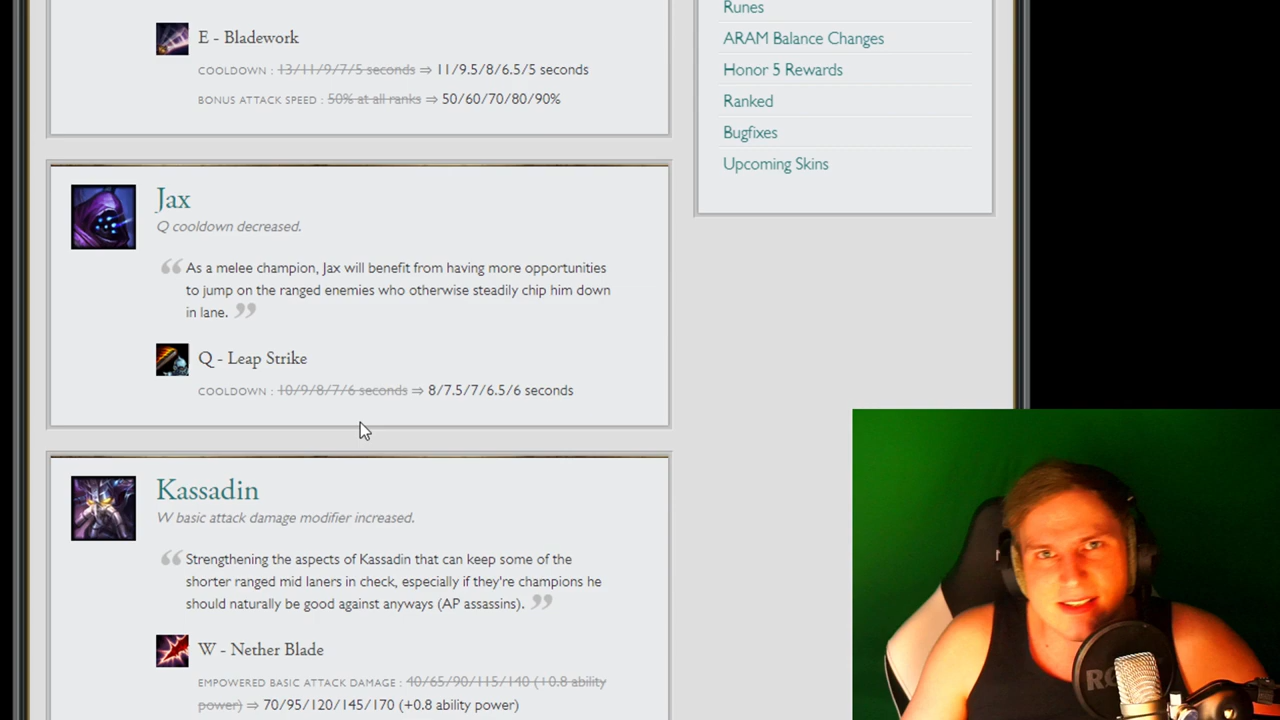 E - Bladework
COOLDOWN : 13/11/9/7/5 seconds ⇒ 11/9.5/8/6.5/5 seconds
BONUS ATTACK SPEED : 50% at all ranks ⇒ 50/60/70/80/90%
Jax
Q cooldown decreased.
“ As a melee champion, Jax will benefit from having more opportunities
to jump on the ranged enemies who otherwise steadily chip him down
in lane. ”
Q - Leap Strike
COOLDOWN : 10/9/8/7/6 seconds ⇒ 8/7.5/7/6.5/6 seconds
Kassadin
W basic attack damage modifier increased.
“ Strengthening the aspects of Kassadin that can keep some of the
shorter ranged mid laners in check, especially if they're champions he
should naturally be good against anyways (AP assassins). ”
W - Nether Blade
EMPOWERED BASIC ATTACK DAMAGE : 40/65/90/115/140 (+0.8 ability
power) ⇒ 70/95/120/145/170 (+0.8 ability power)
Runes
ARAM Balance Changes
Honor 5 Rewards
Ranked
Bugfixes
Upcoming Skins